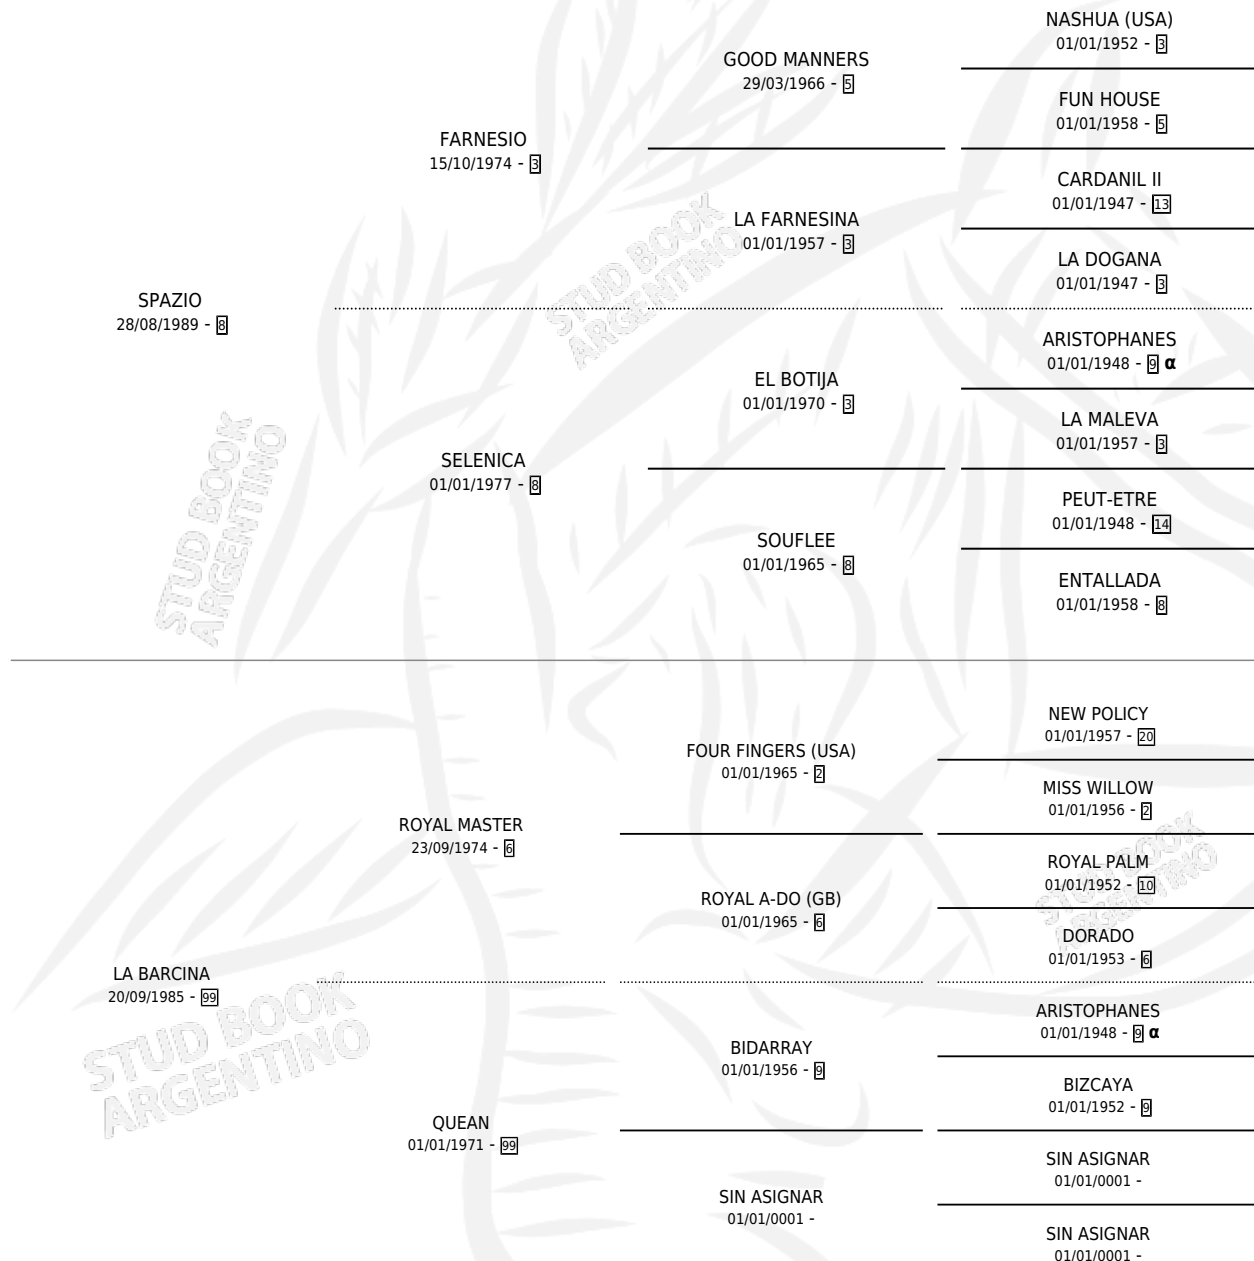 NASHUA (USA)
01/01/1952 - 3
GOOD MANNERS
29/03/1966 - 5
FUN HOUSE
01/01/1958 - 5
FARNESIO
15/10/1974 - 3
CARDANIL II
01/01/1947 - 13
LA FARNESINA
01/01/1957 - 3
LA DOGANA
01/01/1947 - 3
SPAZIO
28/08/1989 - 8
STUD BOOK
ARGENTINO
ARISTOPHANES
01/01/1948 - 9 α
EL BOTIJA
01/01/1970 - 3
LA MALEVA
01/01/1957 - 3
SELENICA
01/01/1977 - 8
PEUT-ETRE
01/01/1948 - 14
SOUFLEE
01/01/1965 - 8
ENTALLADA
01/01/1958 - 8
STUD BOOK
ARGENTINO
NEW POLICY
01/01/1957 - 20
FOUR FINGERS (USA)
01/01/1965 - 2
MISS WILLOW
01/01/1956 - 2
ROYAL MASTER
23/09/1974 - 6
ROYAL PALM
01/01/1952 - 10
ROYAL A-DO (GB)
01/01/1965 - 6
STUD BOOK
ARGENTINO
DORADO
01/01/1953 - 6
LA BARCINA
20/09/1985 - 99
STUD BOOK
ARGENTINO
ARISTOPHANES
01/01/1948 - 9 α
BIDARRAY
01/01/1956 - 9
BIZCAYA
01/01/1952 - 9
QUEAN
01/01/1971 - 99
SIN ASIGNAR
01/01/0001 -
SIN ASIGNAR
01/01/0001 -
SIN ASIGNAR
01/01/0001 -